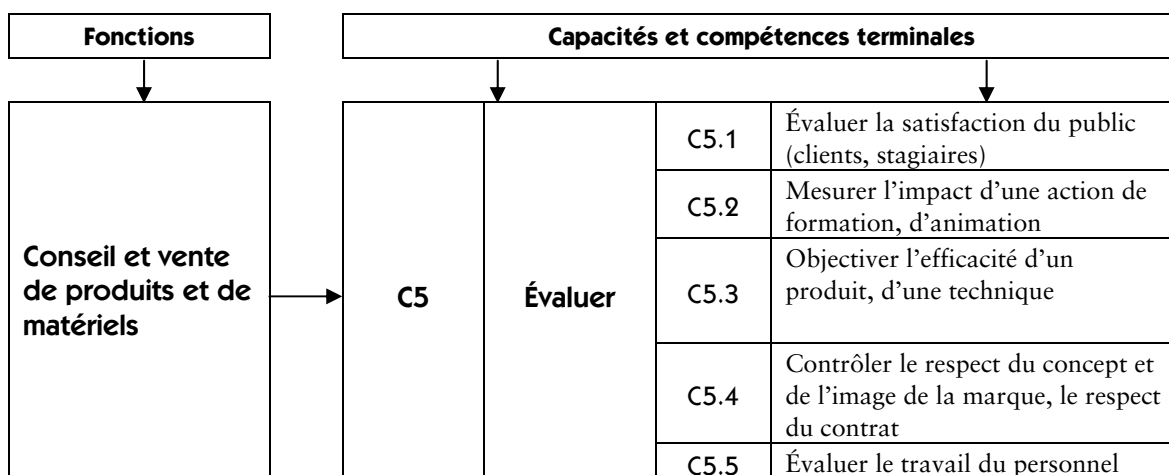 Fonctions
Capacités et compétences terminales
Conseil et vente
de produits et de
matériels
C5
Évaluer
C5.1
Évaluer la satisfaction du public
(clients, stagiaires)
C5.2
Mesurer l’impact d’une action de
formation, d’animation
C5.3
Objectiver l’efficacité d’un
produit, d’une technique
C5.4
Contrôler le respect du concept et
de l’image de la marque, le respect
du contrat
C5.5
Évaluer le travail du personnel